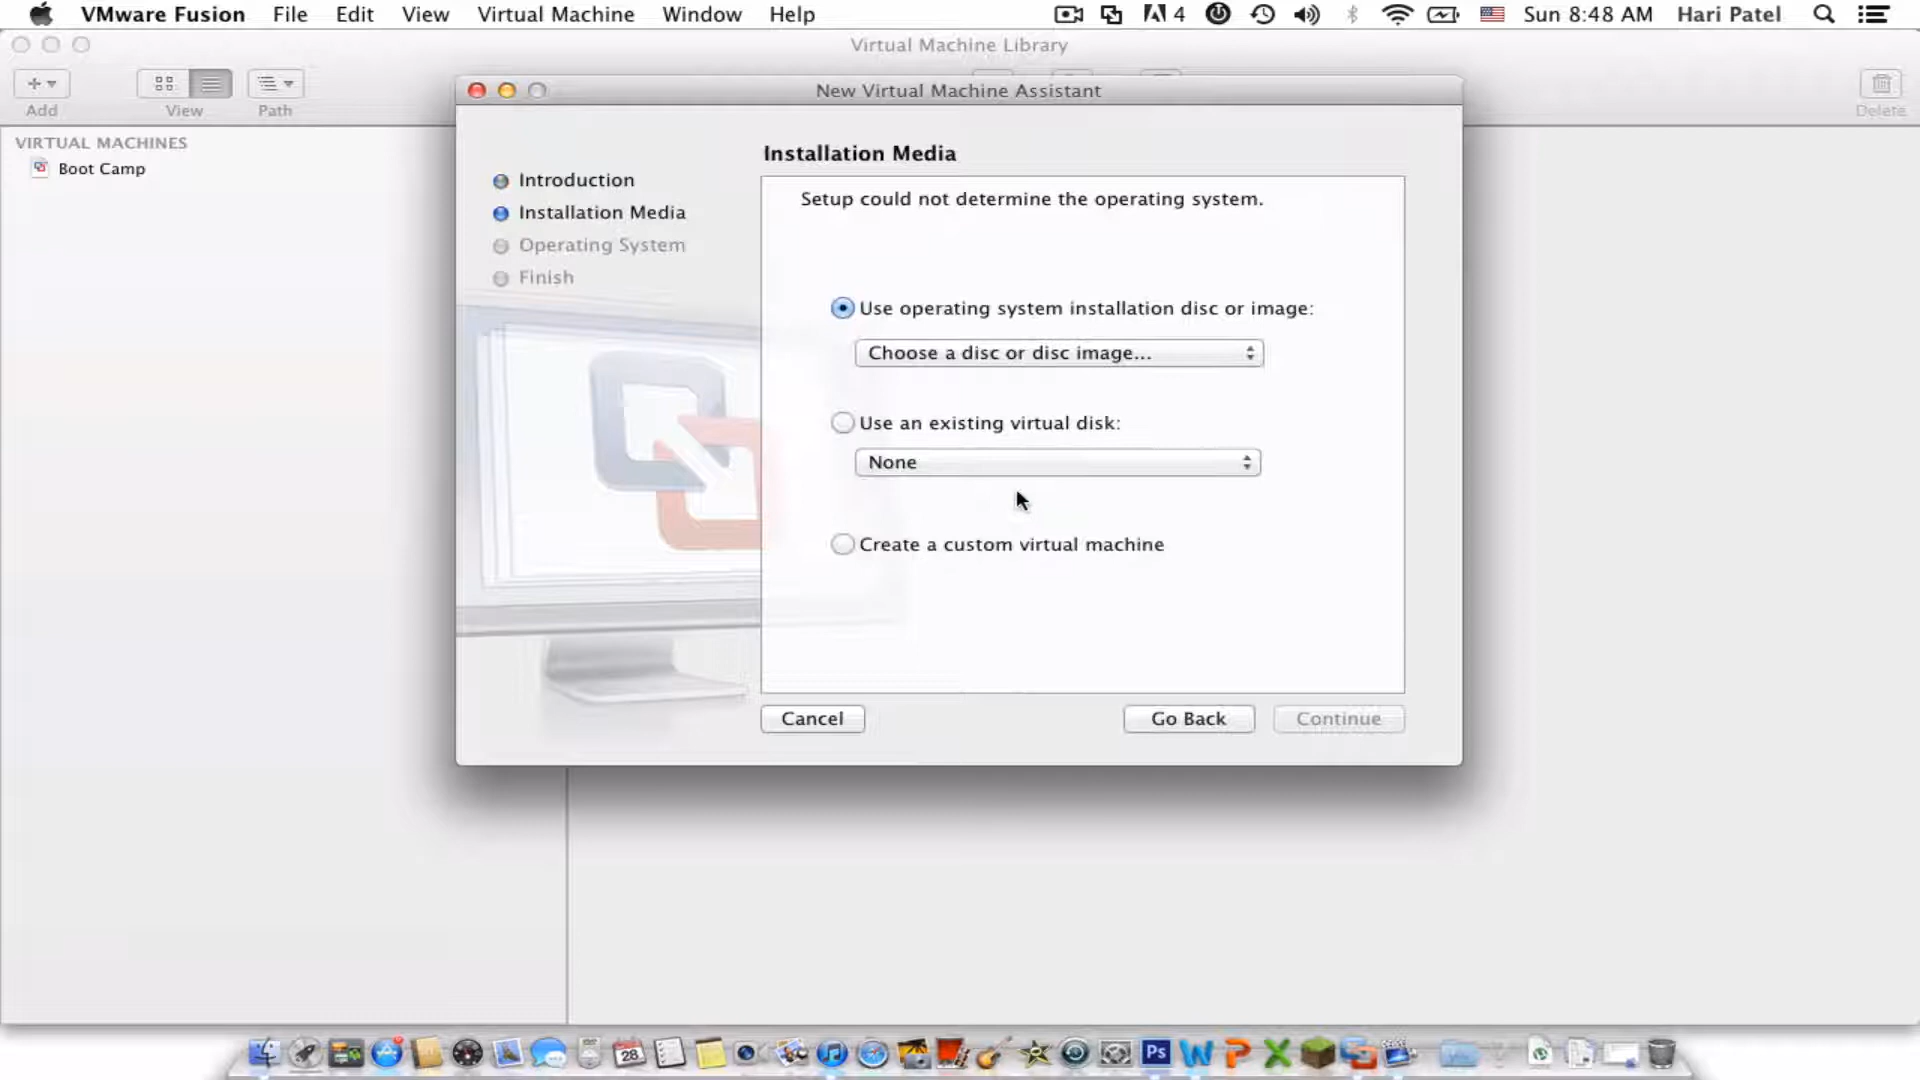 VMware Fusion File Edit View Virtual Machine Window Help 4 Sun 8:48 AM Hari Patel
Virtual Machine Library
Add View Path Delete
VIRTUAL MACHINES
Boot Camp
New Virtual Machine Assistant
Introduction
Installation Media
Operating System
Finish
Installation Media
Setup could not determine the operating system.
Use operating system installation disc or image:
Choose a disc or disc image...
Use an existing virtual disk:
None
Create a custom virtual machine
Cancel Go Back Continue
28 Ps